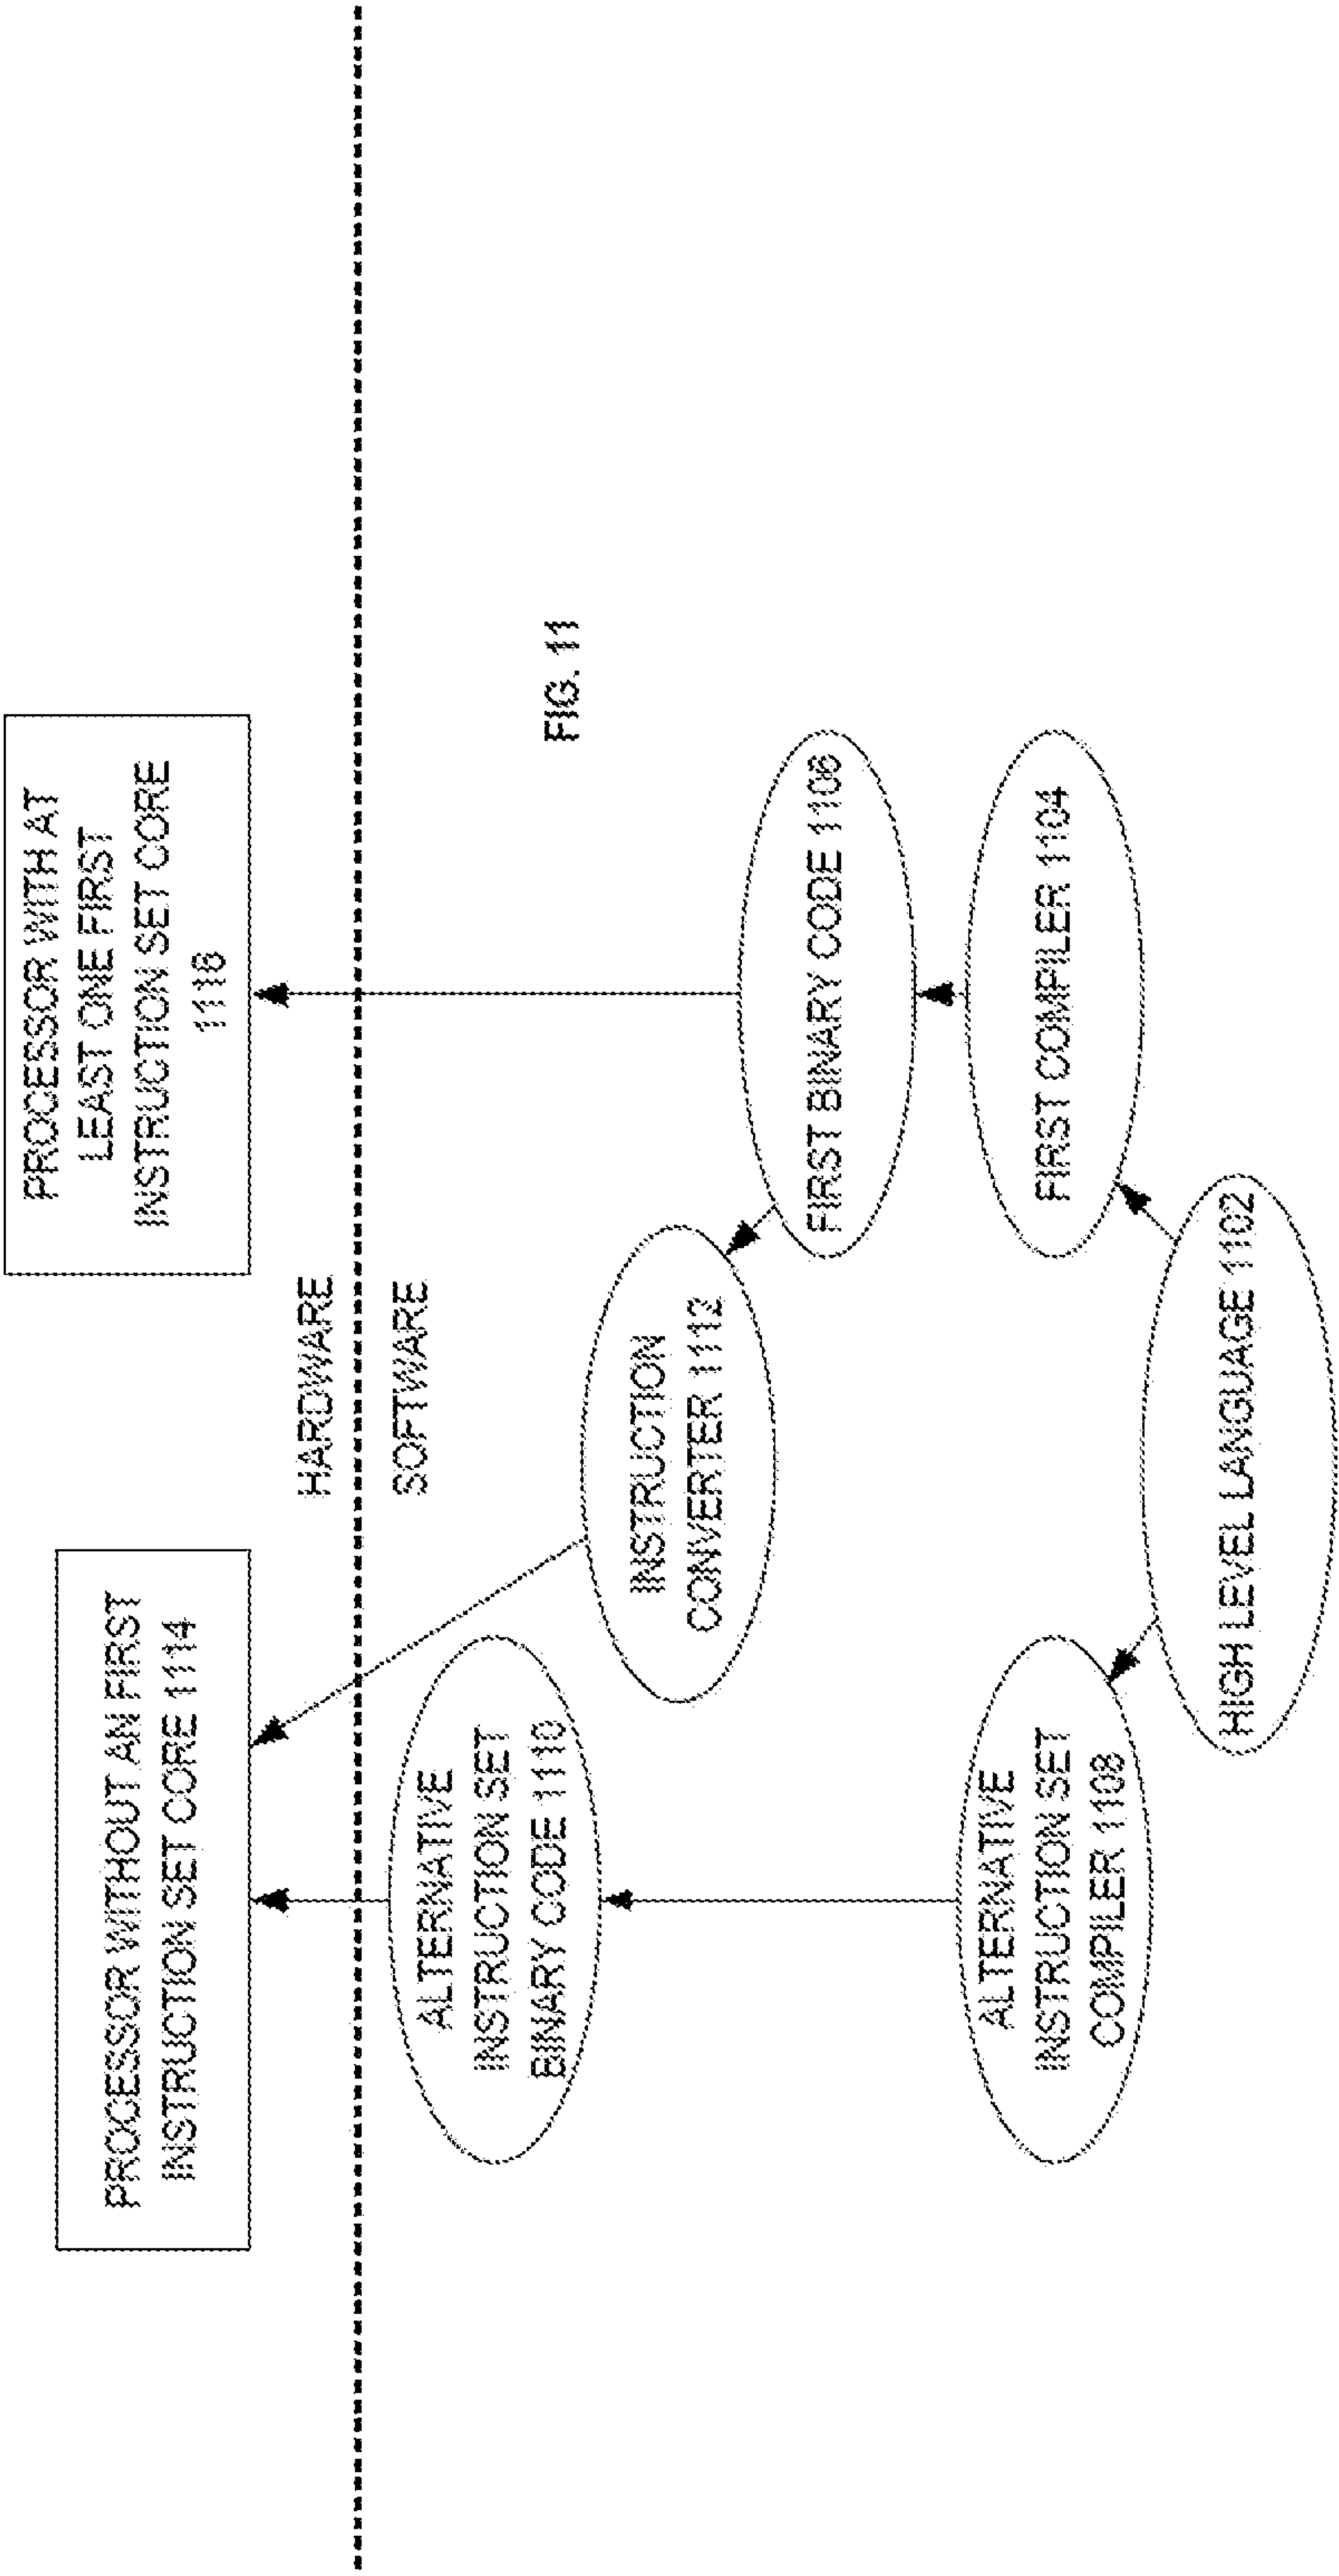 PROCESSOR WITHOUT AN FIRST
INSTRUCTION SET CORE 1114
PROCESSOR WITH AT
LEAST ONE FIRST
INSTRUCTION SET CORE
1116
HARDWARE
SOFTWARE
ALTERNATIVE
INSTRUCTION SET
BINARY CODE 1110
FIG. 11
INSTRUCTION
CONVERTER 1112
FIRST BINARY CODE 1106
ALTERNATIVE
INSTRUCTION SET
COMPILER 1108
FIRST COMPILER 1104
HIGH LEVEL LANGUAGE 1102